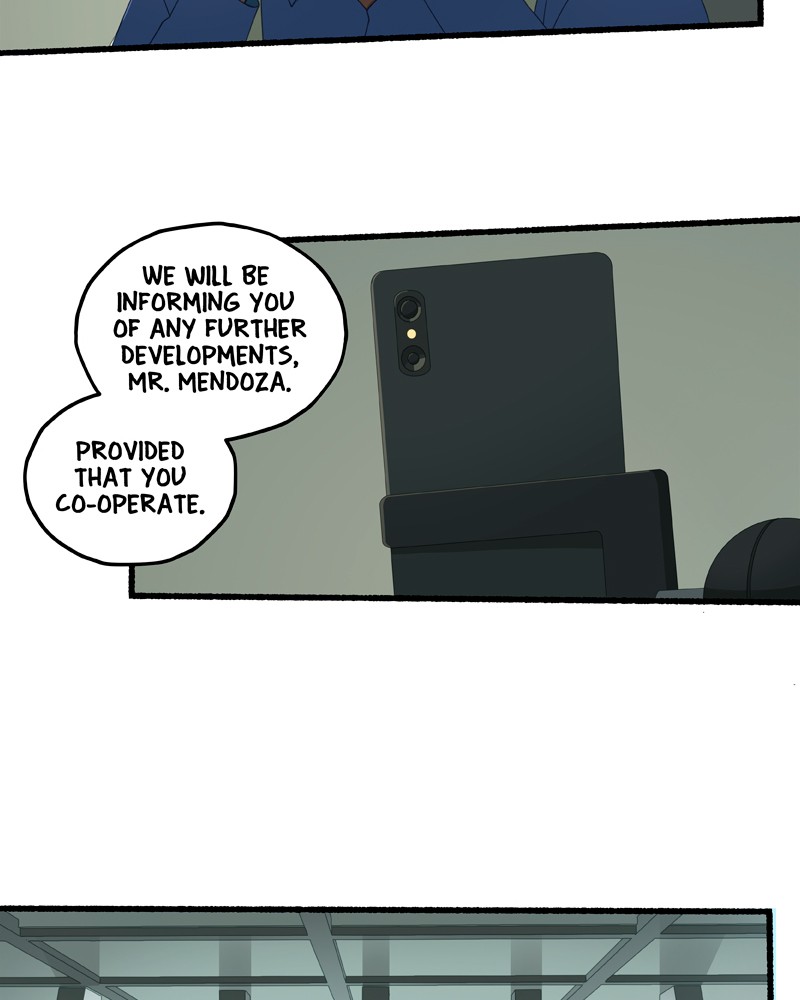 WE WILL BE
INFORMING YOU
OF ANY FURTHER
DEVELOPMENTS,
MR. MENDOZA.
PROVIDED
THAT YOU
CO-OPERATE.